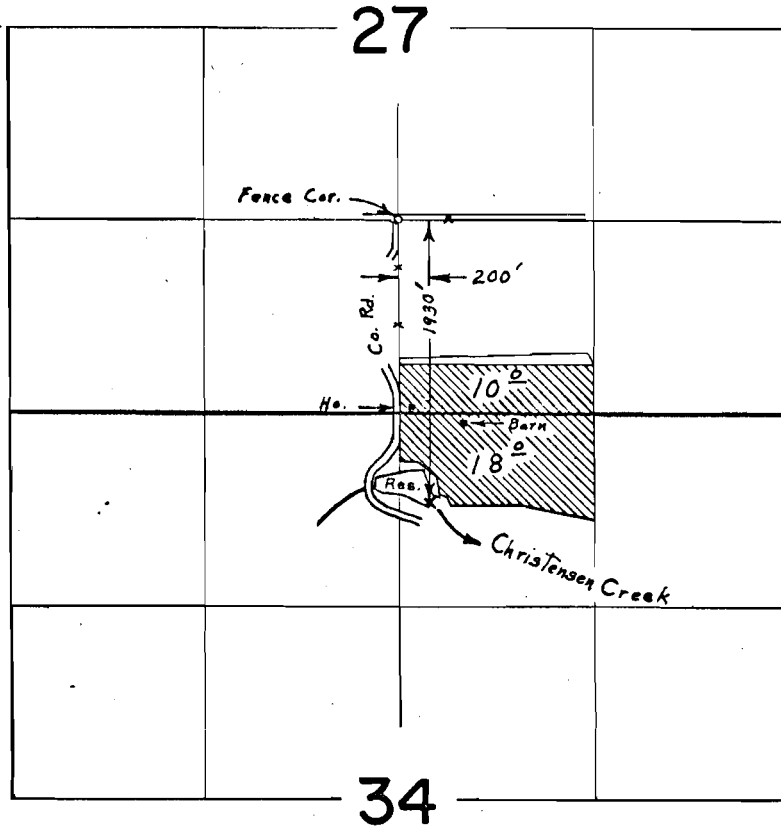 27
Fence Cor.
200'
1930'
Co. Rd.
10 º
Ho.
Barn
18 º
Res.
Christensen Creek
34